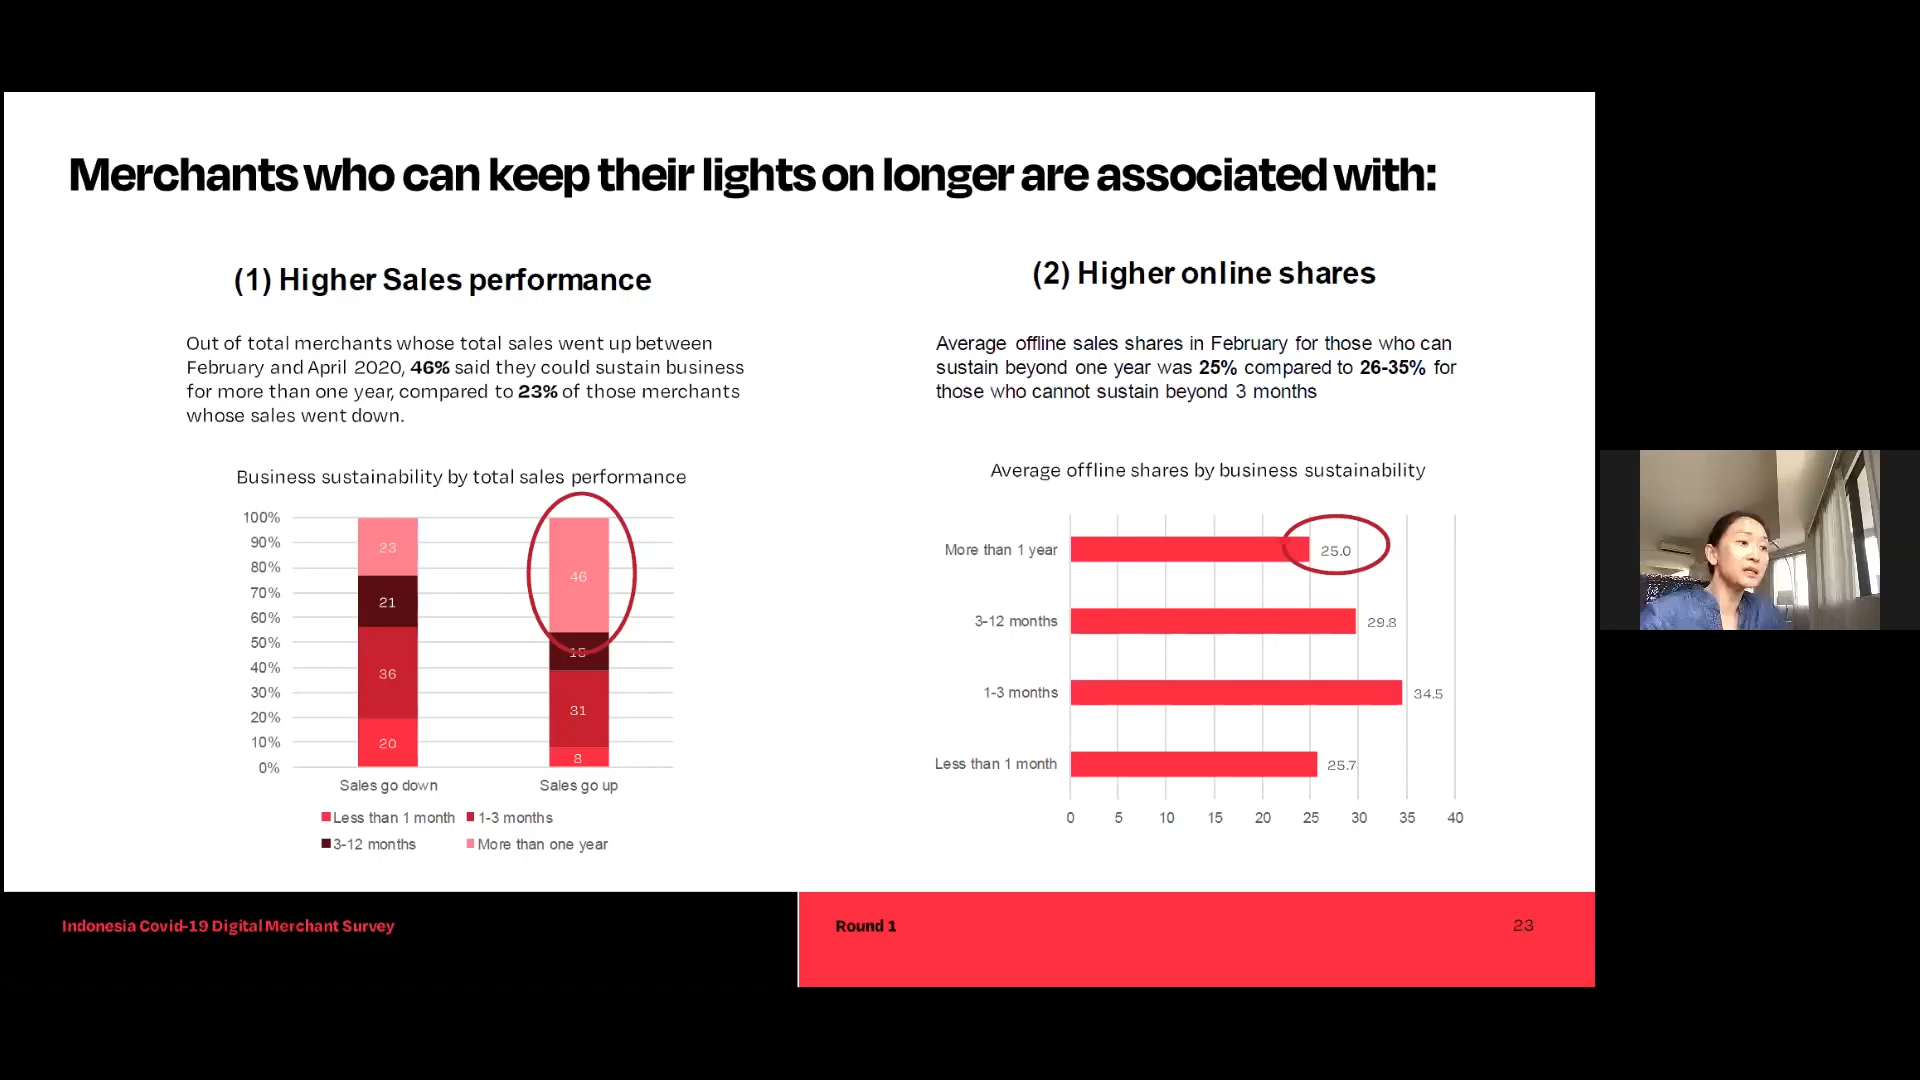 Merchants who can keep their lights on longer are associated with:
(1) Higher Sales performance
Out of total merchants whose total sales went up between
February and April 2020, 46% said they could sustain business
for more than one year, compared to 23% of those merchants
whose sales went down.
Business sustainability by total sales performance
100%
90%
80%
70%
60%
50%
40%
30%
20%
10%
0%
23
21
36
20
46
15
31
8
Sales go down
Sales go up
Less than 1 month
1-3 months
3-12 months
More than one year
(2) Higher online shares
Average offline sales shares in February for those who can
sustain beyond one year was 25% compared to 26-35% for
those who cannot sustain beyond 3 months
Average offline shares by business sustainability
More than 1 year 25.0
3-12 months 29.8
1-3 months 34.5
Less than 1 month 25.7
0 5 10 15 20 25 30 35 40
Indonesia Covid-19 Digital Merchant Survey
Round 1
23